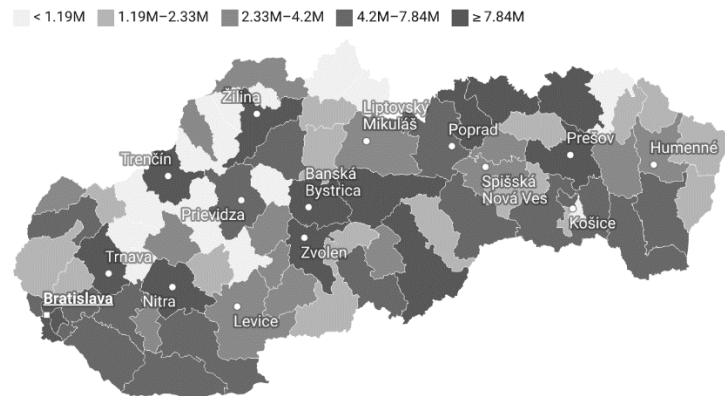 < 1.19M 1.19M–2.33M 2.33M–4.2M 4.2M–7.84M ≥ 7.84M
Žilina
Liptovský
Mikuláš
Poprad
Prešov
Humenné
Trenčín
Banská
Bystrica
Spišská
Nová Ves
Prievidza
Košice
Zvolen
Trnava
Bratislava
Nitra
Levice